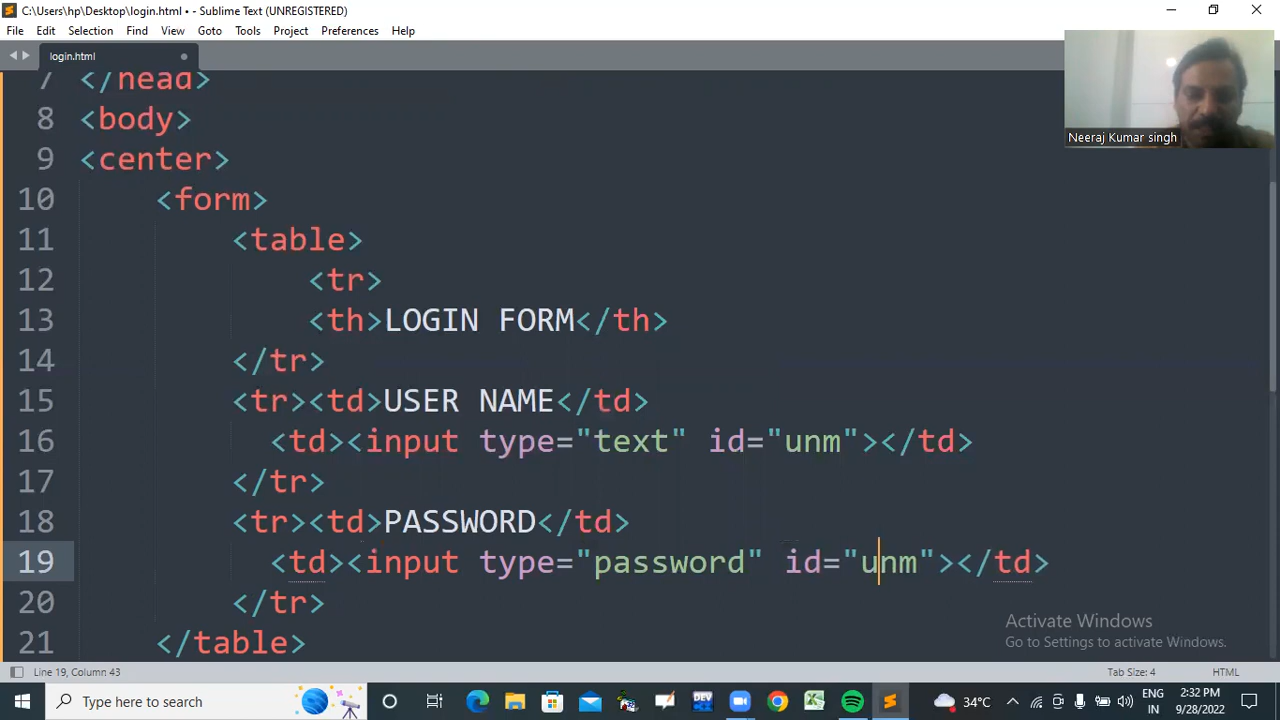 C:\Users\hp\Desktop\login.html • - Sublime Text (UNREGISTERED)
File Edit Selection Find View Goto Tools Project Preferences Help
login.html
7 </head>
8 <body>
9 <center>
10 <form>
11 <table>
12 <tr>
13 <th>LOGIN FORM</th>
14 </tr>
15 <tr><td>USER NAME</td>
16 <td><input type="text" id="unm"></td>
17 </tr>
18 <tr><td>PASSWORD</td>
19 <td><input type="password" id="unm"></td>
20 </tr>
21 </table>
Neeraj Kumar singh
Activate Windows
Go to Settings to activate Windows.
Line 19, Column 43
Tab Size: 4
HTML
Type here to search
DEV
34°C
ENG
IN
2:32 PM
9/28/2022